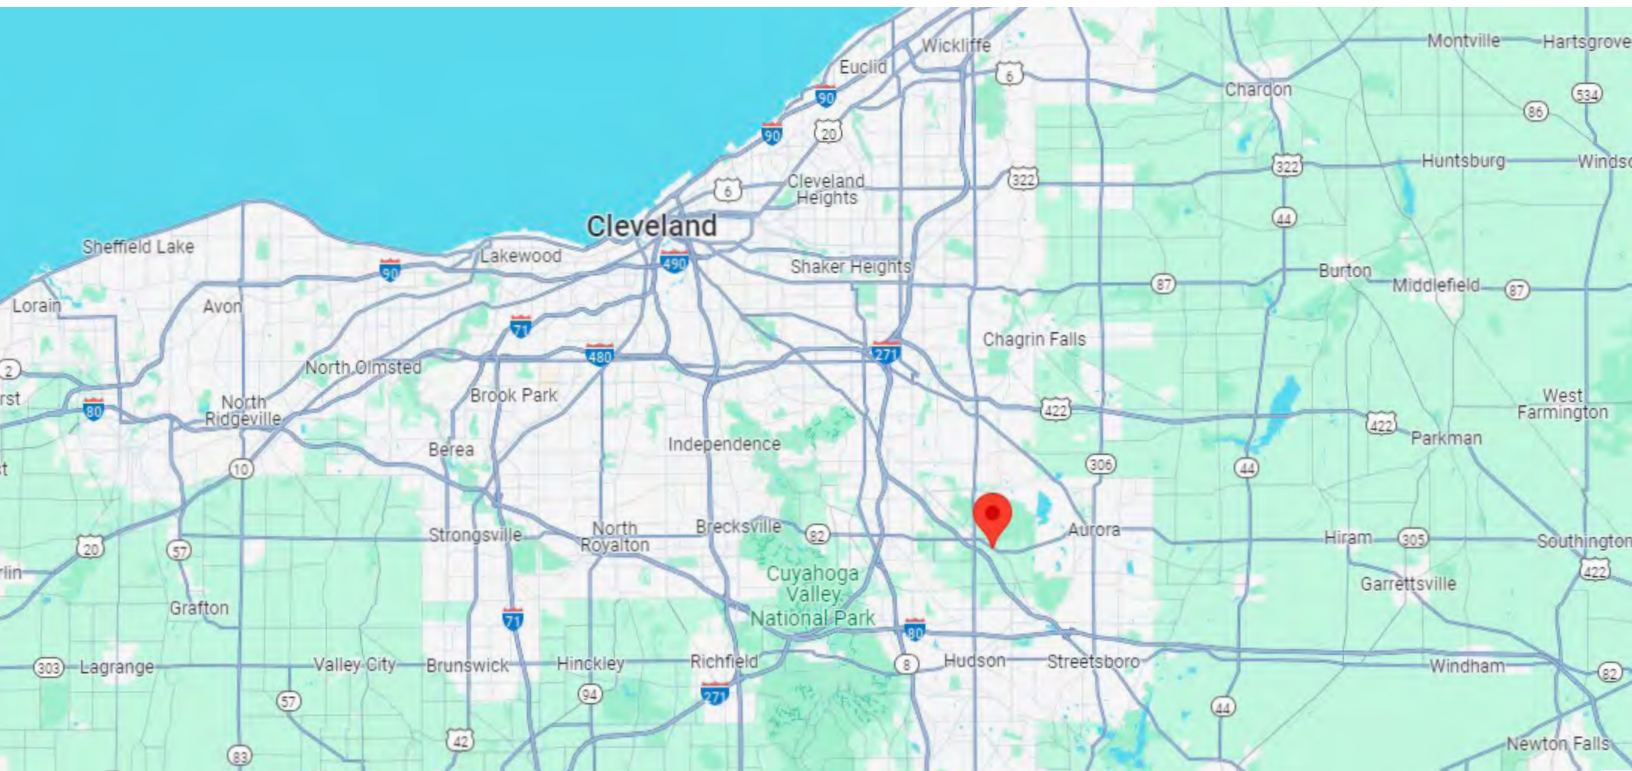 Wickliffe
Montville
Hartsgrove
Euclid
6
Chardon
90
534
86
90
20
Huntsburg
322
Windso
Cleveland
Heights
322
6
44
Cleveland
Sheffield Lake
Lakewood
490
Shaker Heights
90
Burton
87
Middlefield
87
Lorain
Avon
71
Chagrin Falls
480
271
2
North Olmsted
rst
Brook Park
North
Ridgeville
80
422
West
Farmington
422
Parkman
Berea
Independence
306
44
10
Strongsville
North
Royalton
Brecksville
82
Aurora
Hiram
305
Southington
20
57
422
lin
Cuyahoga
Valley
National Park
Garrettsville
Grafton
71
80
303
Lagrange
Valley City
Brunswick
Hinckley
Richfield
8
Hudson
Streetsboro
Windham
82
57
94
271
44
42
83
Newton Falls